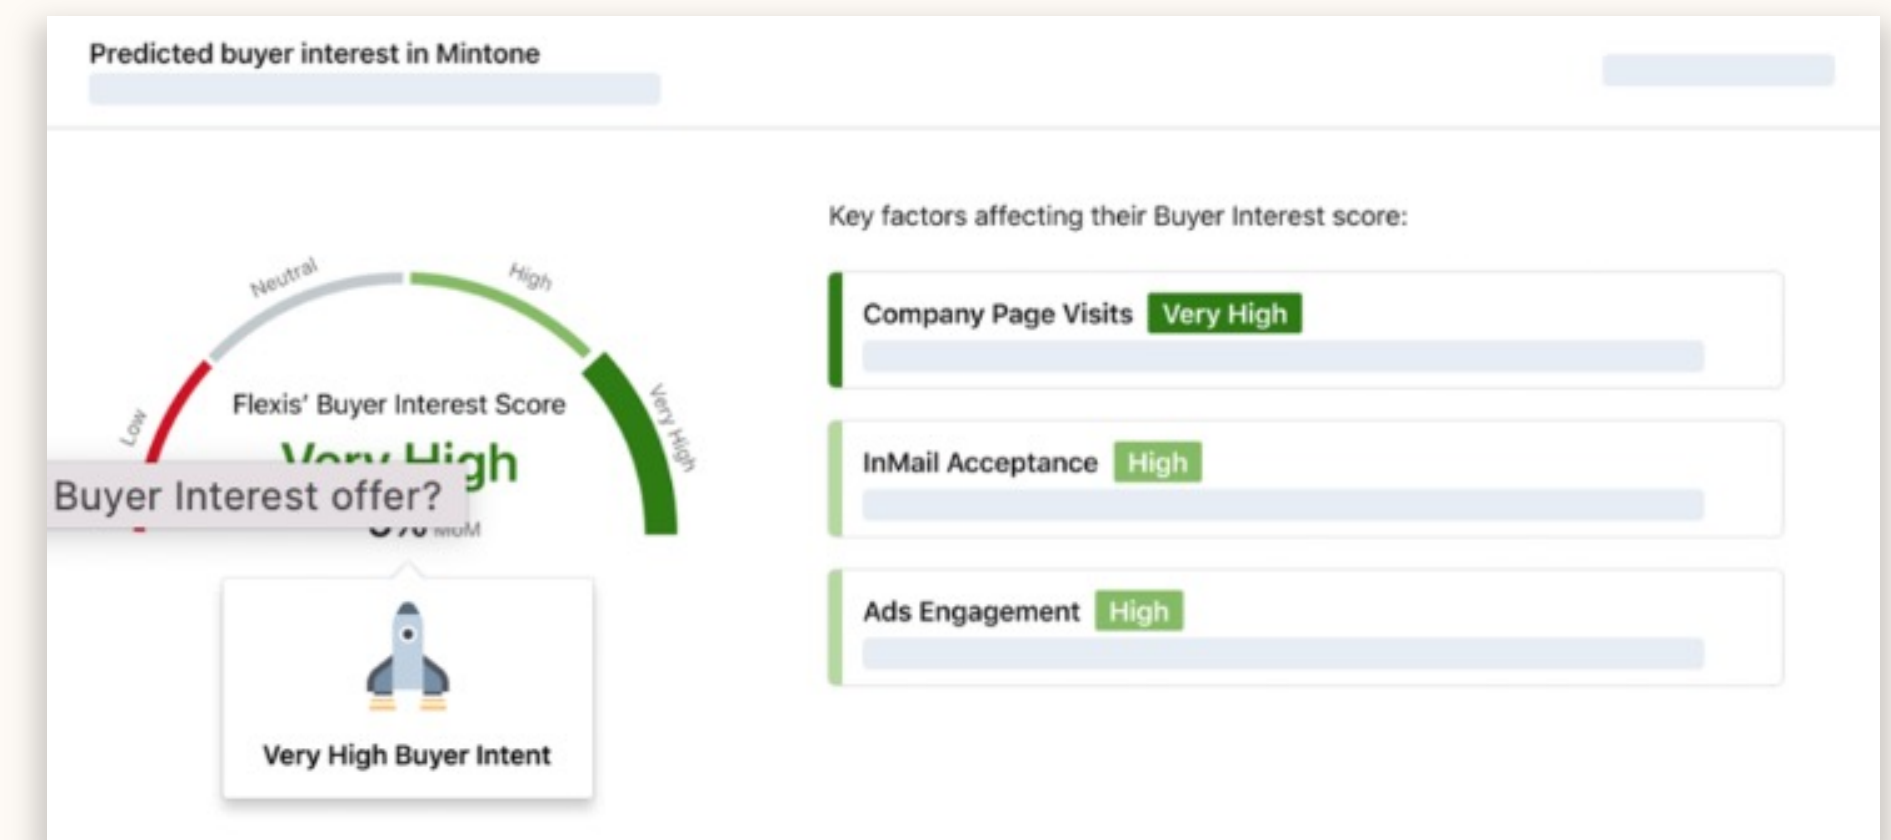 Predicted buyer interest in Mintone
Neutral
High
Low
Very High
Flexis' Buyer Interest Score
Very High
Buyer Interest offer?
MoM
Very High Buyer Intent
Key factors affecting their Buyer Interest score:
Company Page Visits Very High
InMail Acceptance High
Ads Engagement High